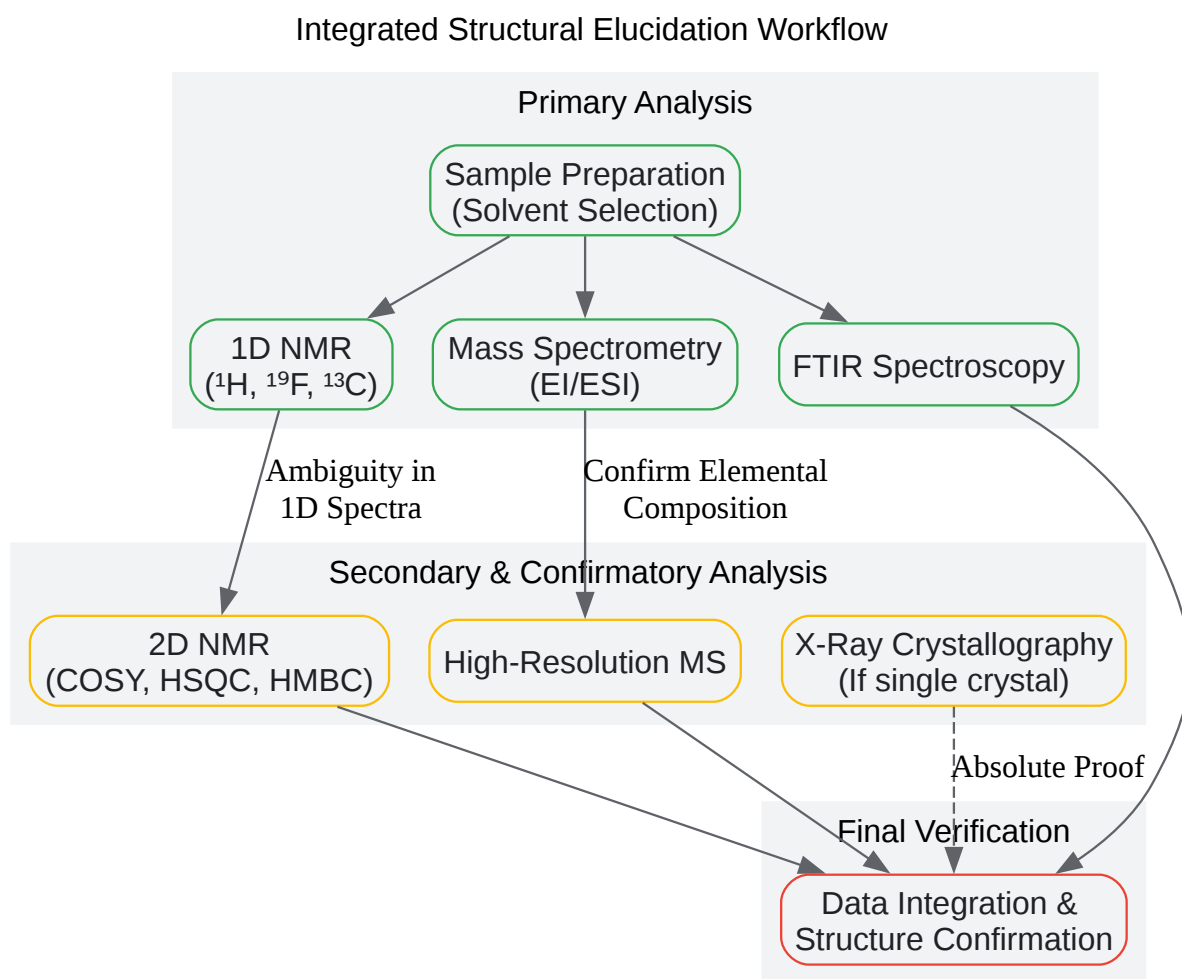 Integrated Structural Elucidation Workflow
Primary Analysis
Sample Preparation
(Solvent Selection)
1D NMR
(¹H, ¹⁹F, ¹³C)
Mass Spectrometry
(EI/ESI)
FTIR Spectroscopy
Ambiguity in
1D Spectra
Confirm Elemental
Composition
Secondary & Confirmatory Analysis
2D NMR
(COSY, HSQC, HMBC)
High-Resolution MS
X-Ray Crystallography
(If single crystal)
Absolute Proof
Final Verification
Data Integration &
Structure Confirmation